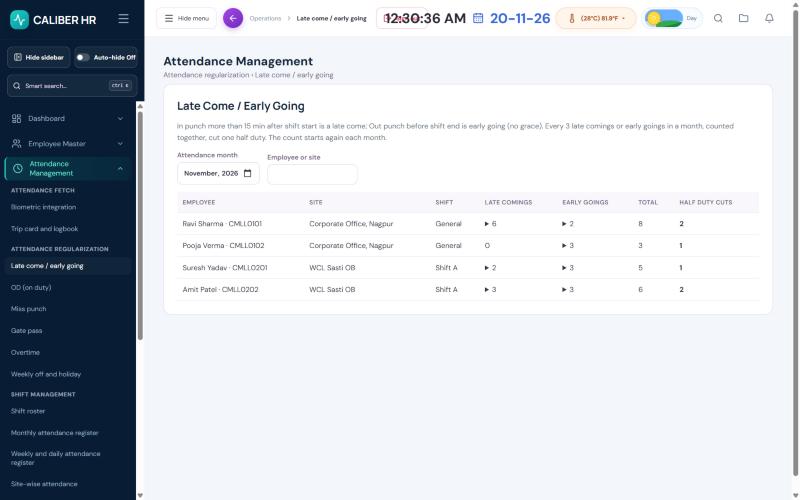 CALIBER HR
Hide sidebar
Auto-hide Off
Smart search...
Dashboard
Employee Master
Attendance
Management
ATTENDANCE FETCH
Biometric integration
Trip card and logbook
ATTENDANCE REGULARIZATION
Late come / early going
OD (on duty)
Miss punch
Gate pass
Overtime
Weekly off and holiday
SHIFT MANAGEMENT
Shift roster
Monthly attendance register
Weekly and daily attendance
register
Site-wise attendance
Hide menu
Operations > Late come / early going
12:30:36 AM
20-11-26
(28°C) 81.9°F
Day
Attendance Management
Attendance regularization › Late come / early going
Late Come / Early Going
In punch more than 15 min after shift start is a late come; Out punch before shift end is early going (no grace). Every 3 late comings or early goings in a month, counted
together, cut one half duty. The count starts again each month.
Attendance month
Employee or site
November, 2026
EMPLOYEE SITE SHIFT LATE COMINGS EARLY GOINGS TOTAL HALF DUTY CUTS
Ravi Sharma · CMLL0101 Corporate Office, Nagpur General ▶ 6 ▶ 2 8 2
Pooja Verma · CMLL0102 Corporate Office, Nagpur General 0 ▶ 3 3 1
Suresh Yadav · CMLL0201 WCL Sasti OB Shift A ▶ 2 ▶ 3 5 1
Amit Patel · CMLL0202 WCL Sasti OB Shift A ▶ 3 ▶ 3 6 2